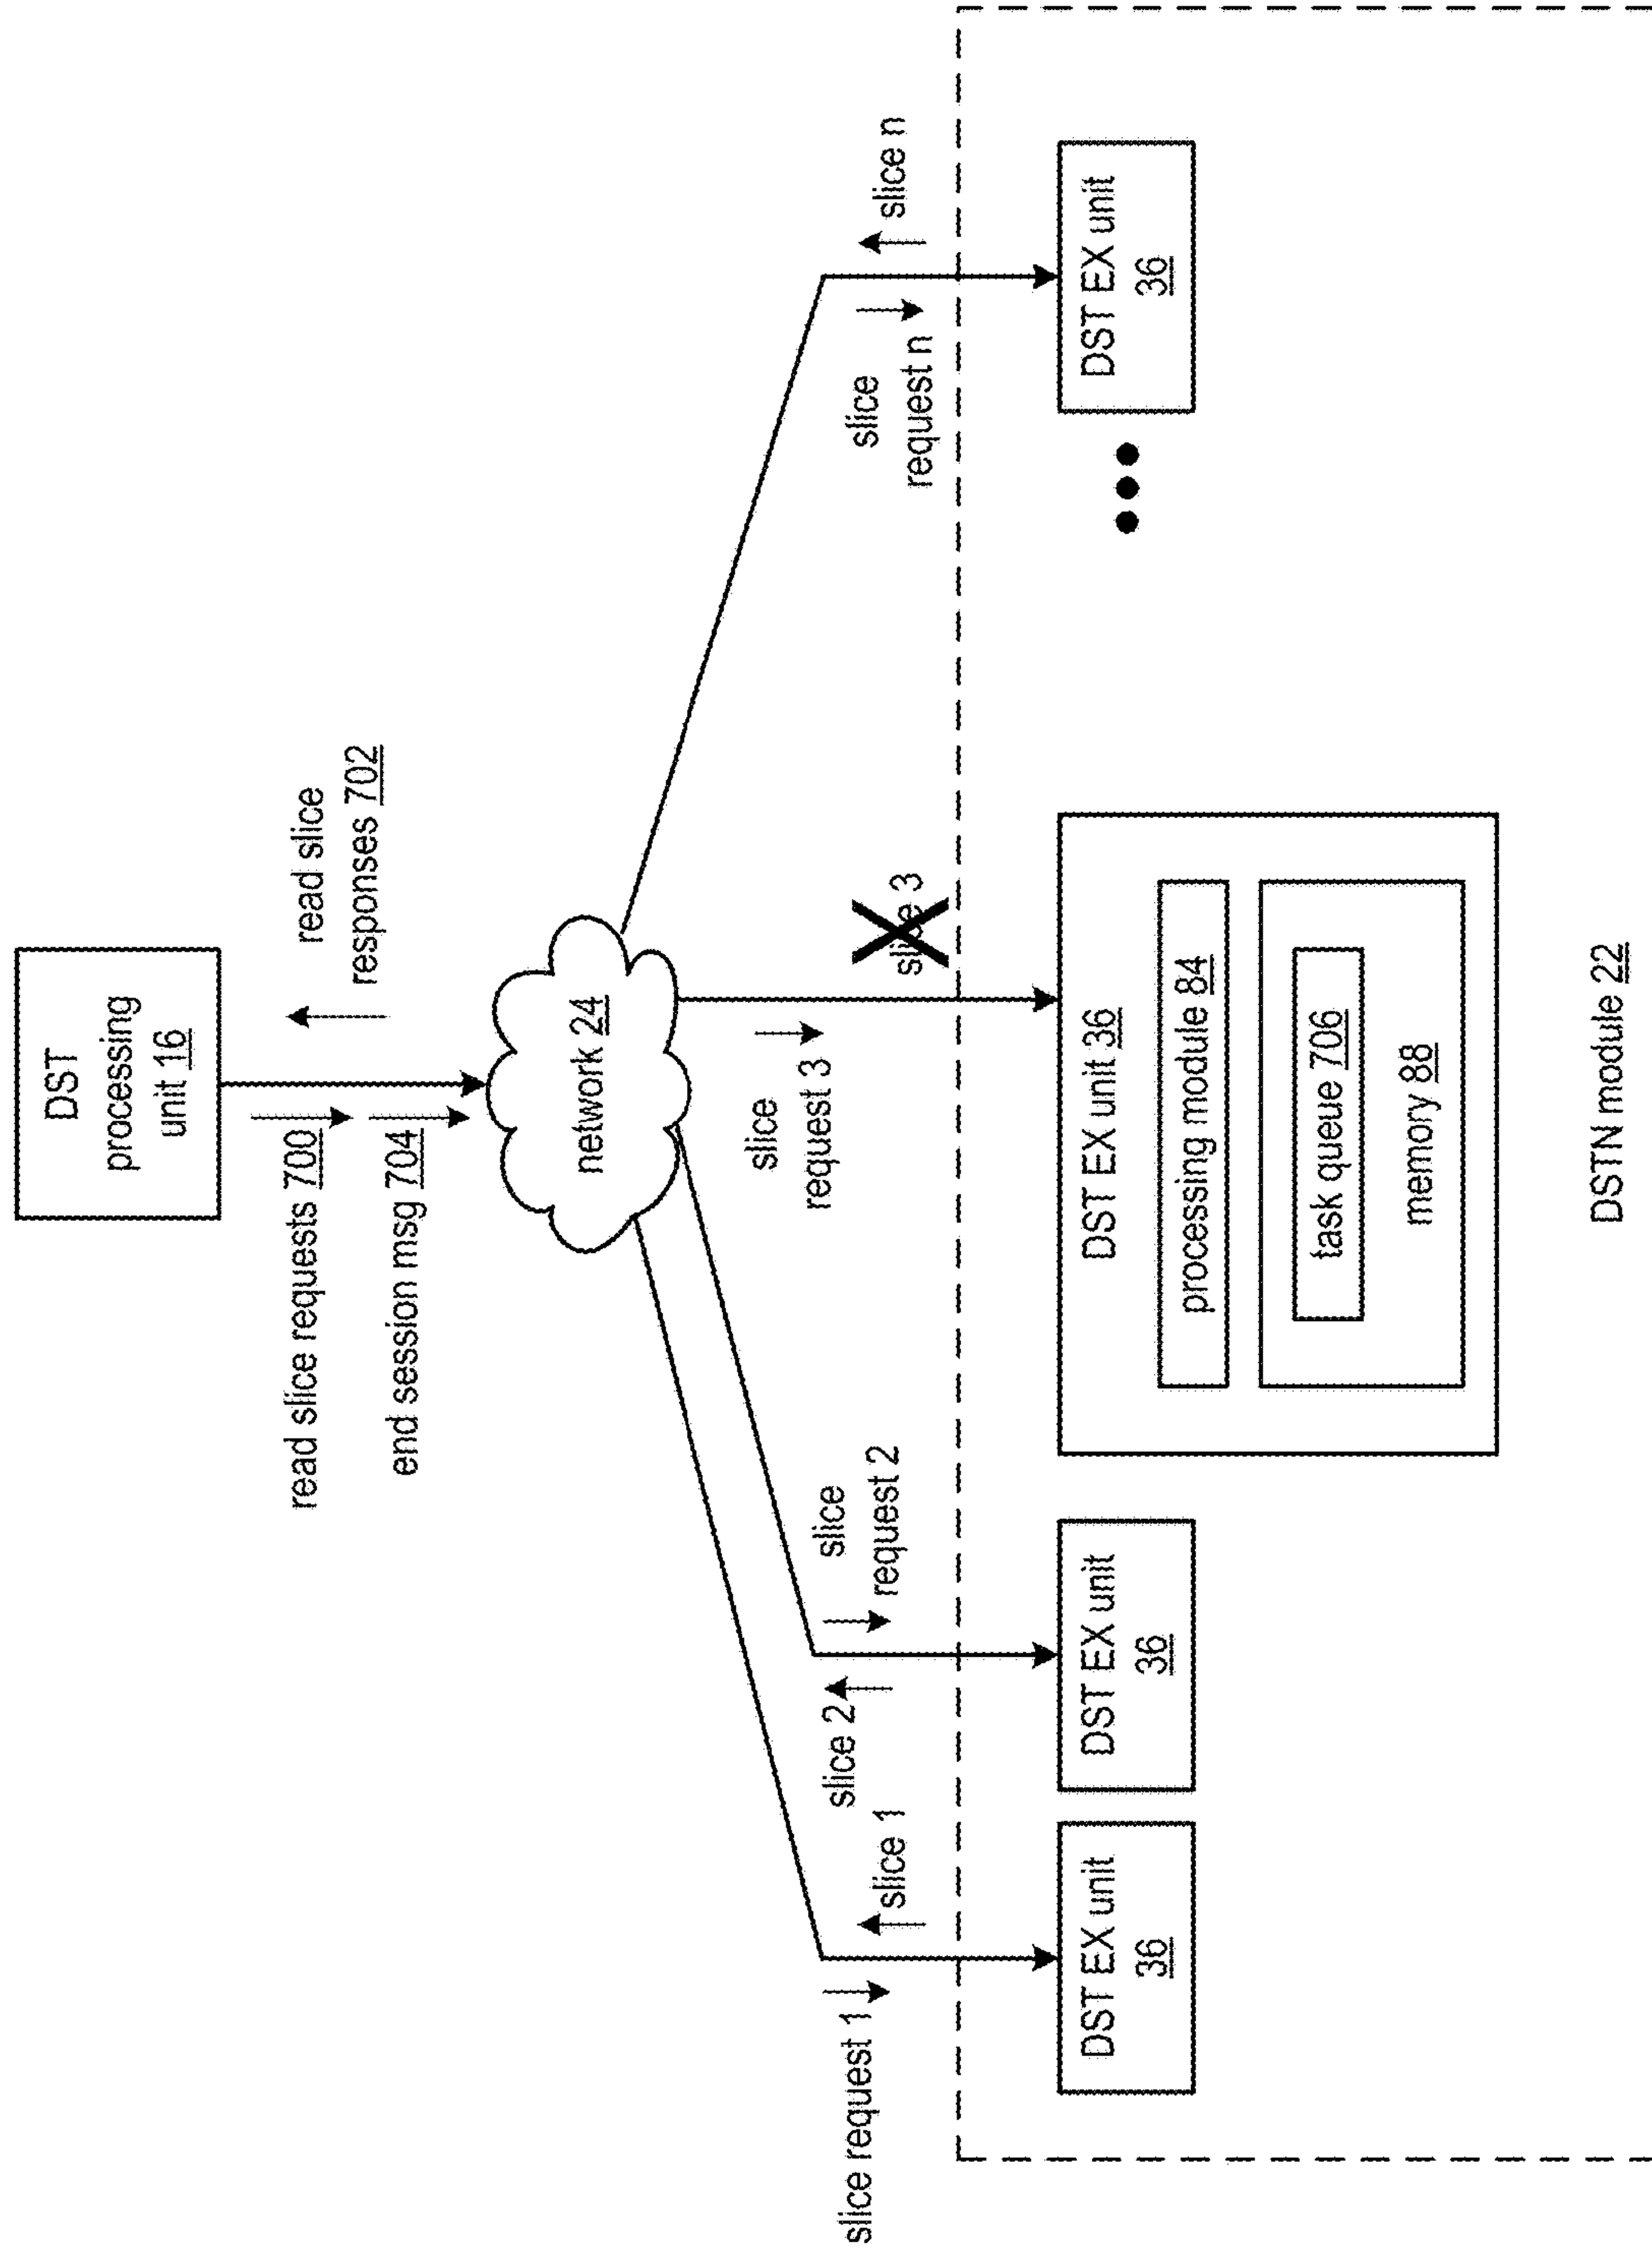 DST
processing
unit 16
read slice requests 700
end session msg 704
read slice
responses 702
network 24
slice request 1
slice 1
slice 2
slice
request 2
slice
request 3
slice 3
slice
request n
slice n
DST EX unit
36
DST EX unit
36
DST EX unit 36
processing module 84
task queue 706
memory 88
DST EX unit
36
DSTN module 22